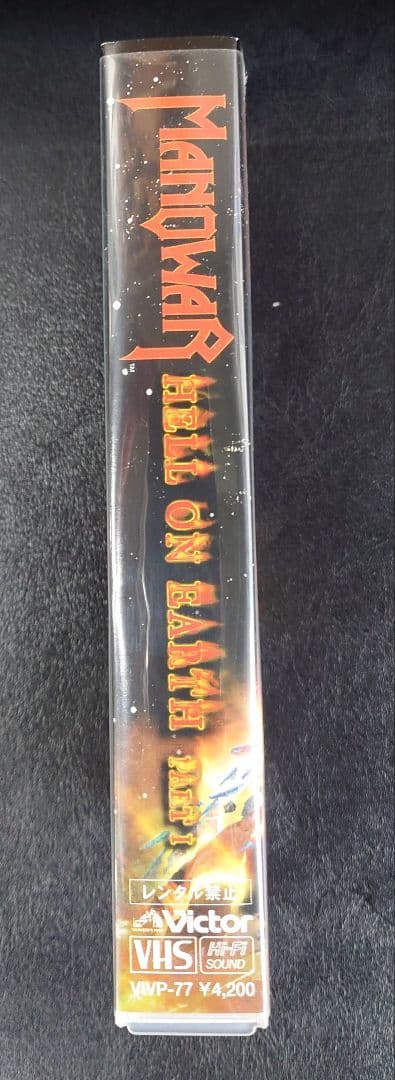 MANOWAR
TM
HELL ON EARTH PART I
レンタル禁止
Victor
VHS
Hi-Fi
SOUND
VIVP-77 ¥4,200